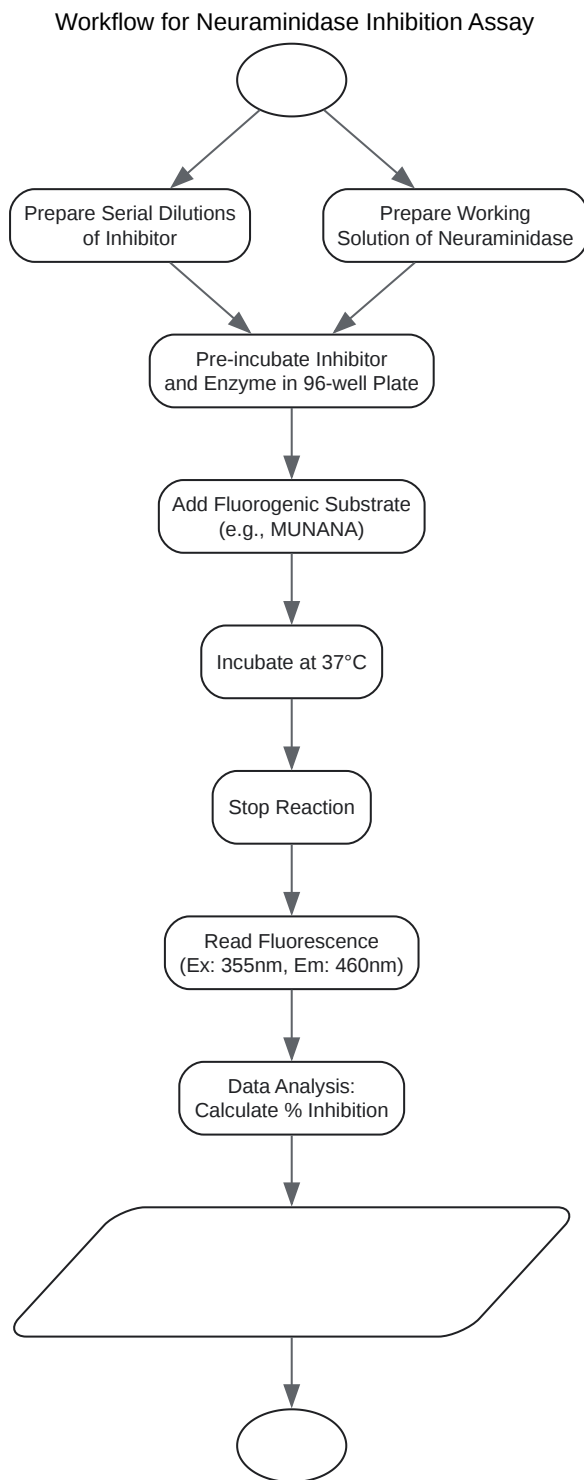 Workflow for Neuraminidase Inhibition Assay
Prepare Serial Dilutions
of Inhibitor
Prepare Working
Solution of Neuraminidase
Pre-incubate Inhibitor
and Enzyme in 96-well Plate
Add Fluorogenic Substrate
(e.g., MUNANA)
Incubate at 37°C
Stop Reaction
Read Fluorescence
(Ex: 355nm, Em: 460nm)
Data Analysis:
Calculate % Inhibition